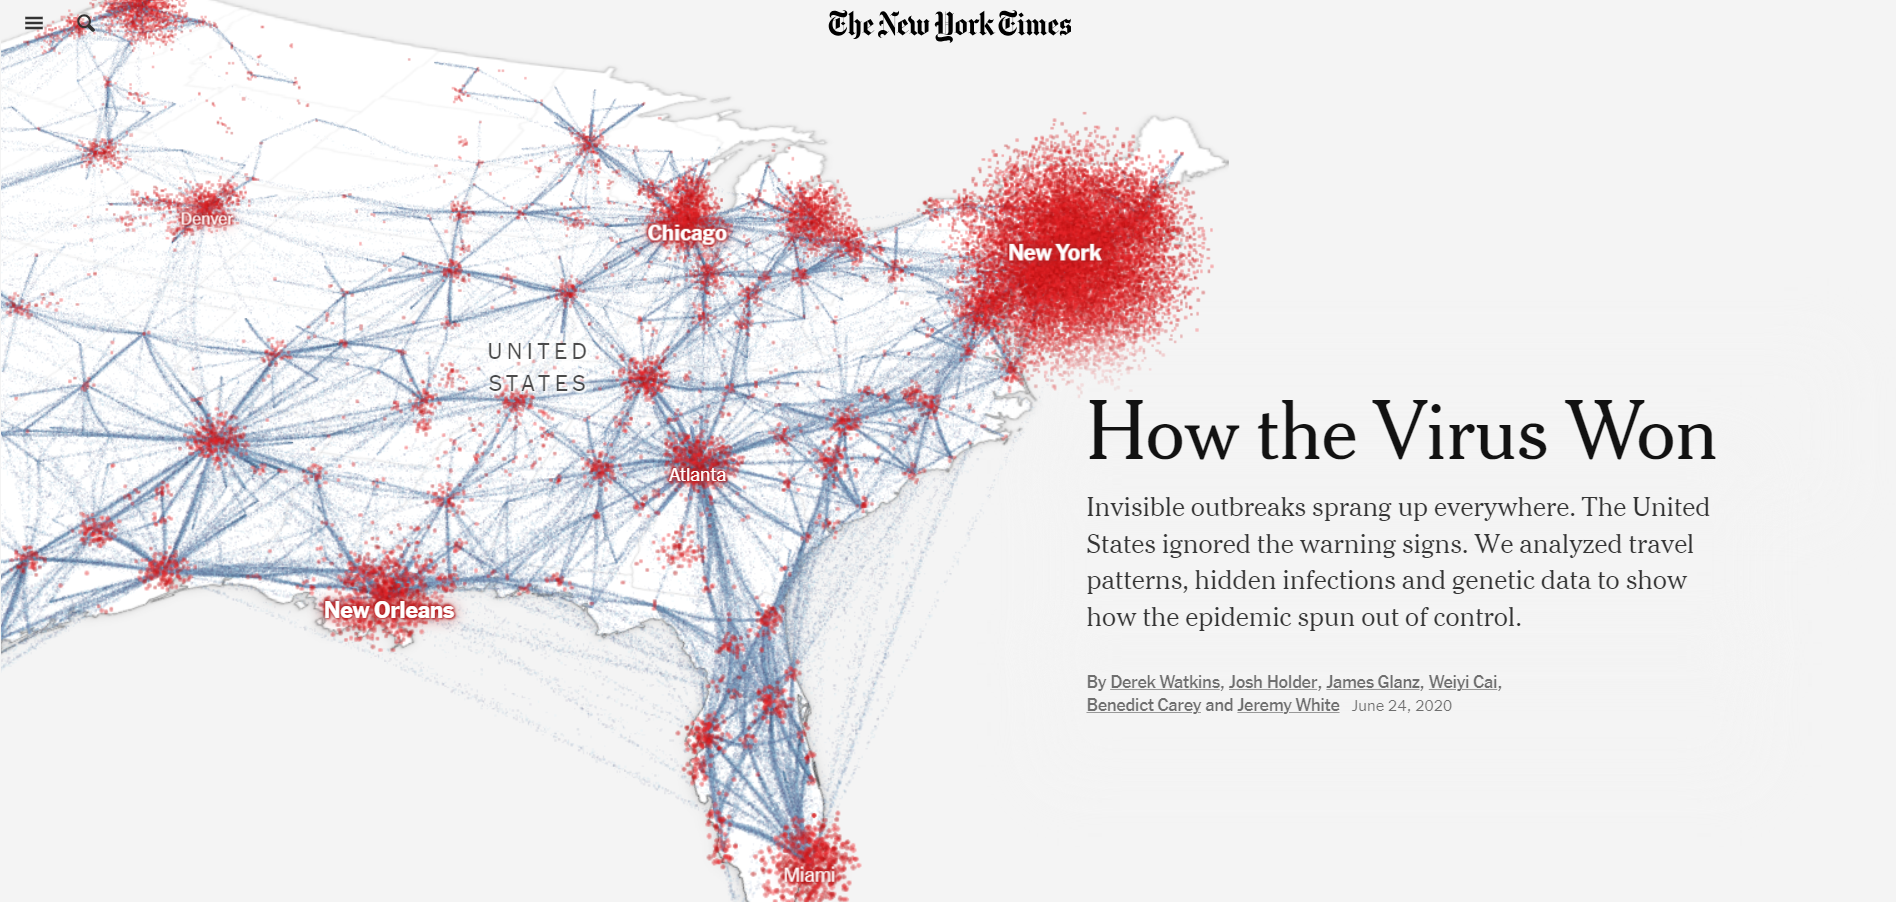 The New York Times
Denver
Chicago
New York
UNITED
STATES
Atlanta
New Orleans
Miami
How the Virus Won
Invisible outbreaks sprang up everywhere. The United
States ignored the warning signs. We analyzed travel
patterns, hidden infections and genetic data to show
how the epidemic spun out of control.
By Derek Watkins, Josh Holder, James Glanz, Weiyi Cai,
Benedict Carey and Jeremy White June 24, 2020